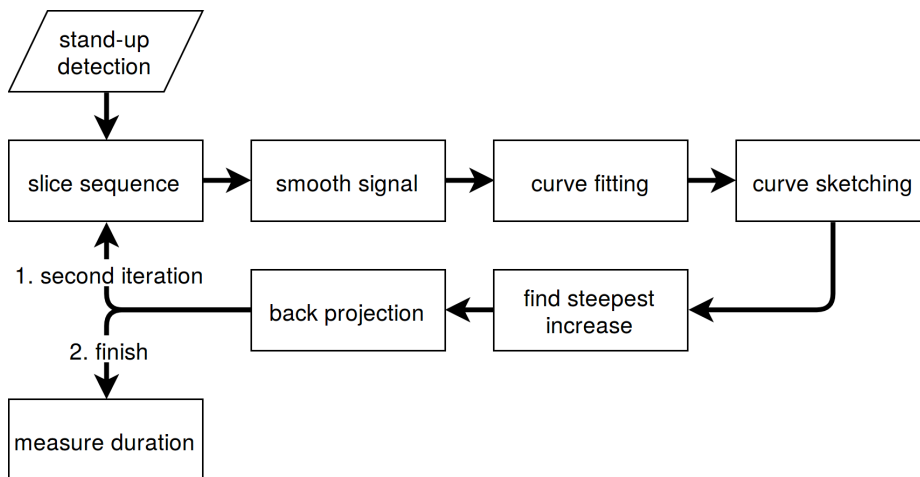 stand-up
detection
slice sequence
smooth signal
curve fitting
curve sketching
1. second iteration
back projection
find steepest
increase
2. finish
measure duration